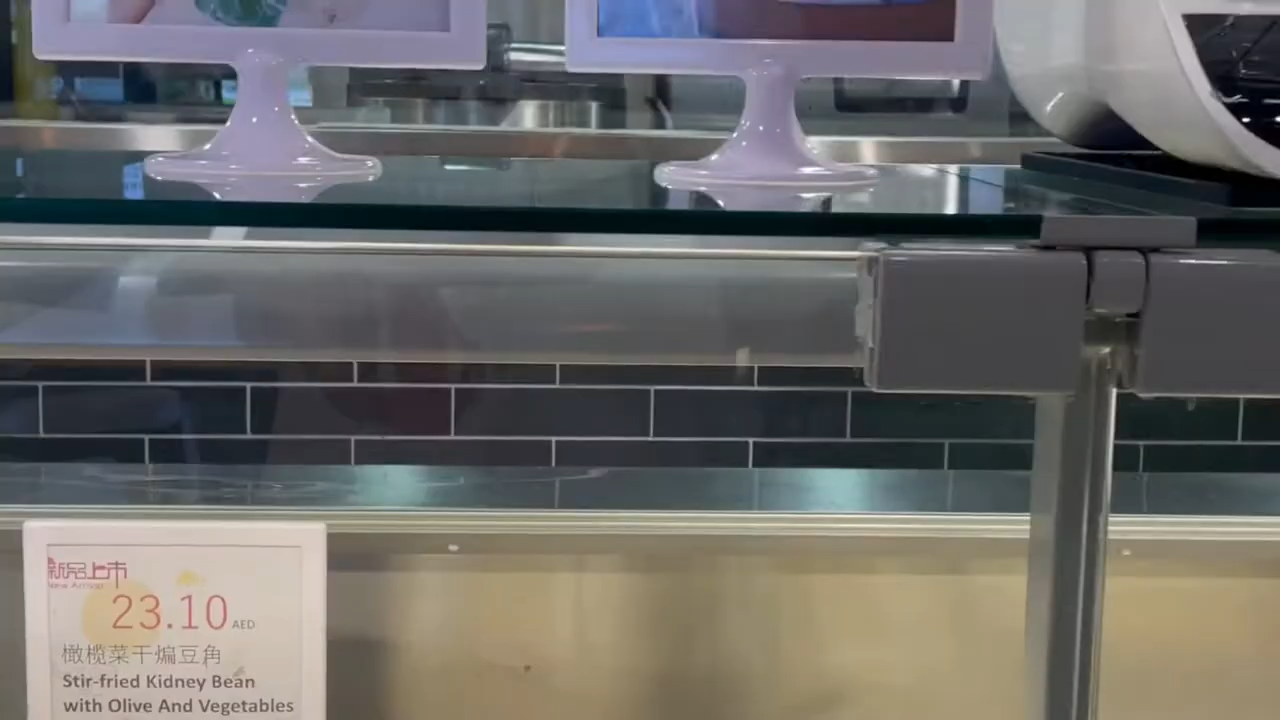 新品上市
New Arrival
23.10 AED
橄榄菜干煸豆角
Stir-fried Kidney Bean
with Olive And Vegetables